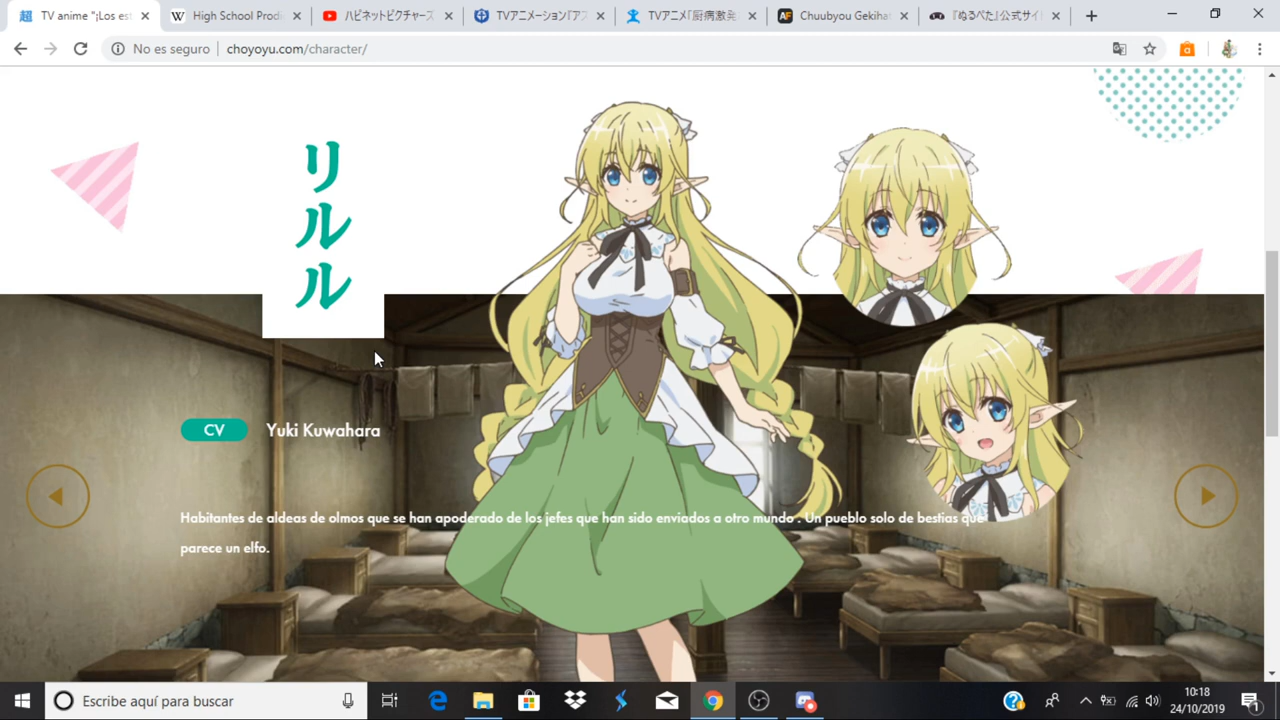 超 TV anime ";Los est
W High School Prodi
ハピネットピクチャーズ
TVアニメーション『アス
TVアニメ「厨病激発
AF Chuubyou Gekihat
『ぬるぺた』公式サイ
No es seguro
choyoyu.com/character/
リルル
CV Yuki Kuwahara
Habitantes de aldeas de olmos que se han apoderado de los jefes que han sido enviados a otro mundo . Un pueblo solo de bestias que
parece un elfo.
Escribe aquí para buscar
10:18
24/10/2019
1